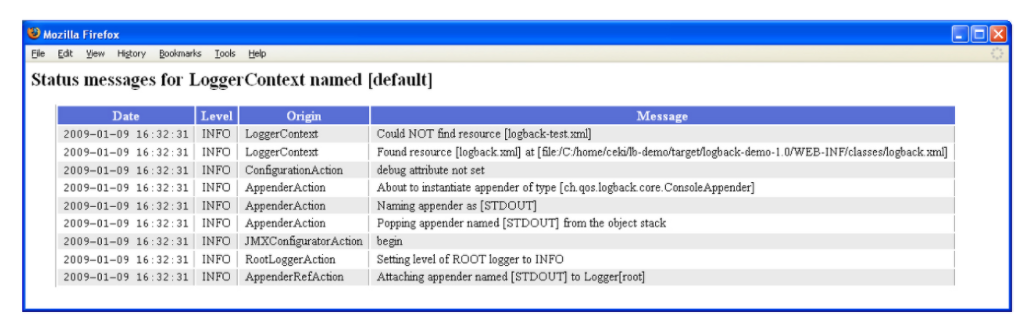 Mozilla Firefox
File Edit View History Bookmarks Tools Help
Status messages for LoggerContext named [default]
Date Level Origin Message
2009-01-09 16:32:31 INFO LoggerContext Could NOT find resource [logback-test.xml]
2009-01-09 16:32:31 INFO LoggerContext Found resource [logback.xml] at [file:/C:/home/ceki/lb-demo/target/logback-demo-1.0/WEB-INF/classes/logback.xml]
2009-01-09 16:32:31 INFO ConfigurationAction debug attribute not set
2009-01-09 16:32:31 INFO AppenderAction About to instantiate appender of type [ch.qos.logback.core.ConsoleAppender]
2009-01-09 16:32:31 INFO AppenderAction Naming appender as [STDOUT]
2009-01-09 16:32:31 INFO AppenderAction Popping appender named [STDOUT] from the object stack
2009-01-09 16:32:31 INFO JMXConfiguratorAction begin
2009-01-09 16:32:31 INFO RootLoggerAction Setting level of ROOT logger to INFO
2009-01-09 16:32:31 INFO AppenderRefAction Attaching appender named [STDOUT] to Logger[root]